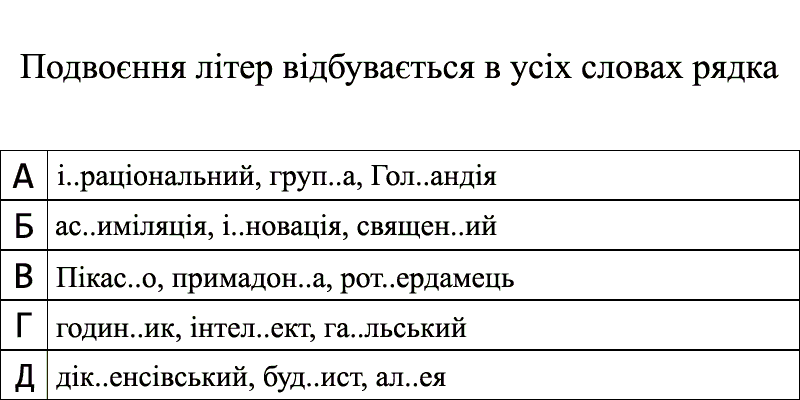 Подвоєння літер відбувається в усіх словах рядка
А і..раціональний, груп..а, Гол..андія
Б ас..иміляція, і..новація, священ..ий
В Пікас..о, примадон..а, рот..ердамець
Г годин..ик, інтел..ект, га..льський
Д дік..енсівський, буд..ист, ал..ея